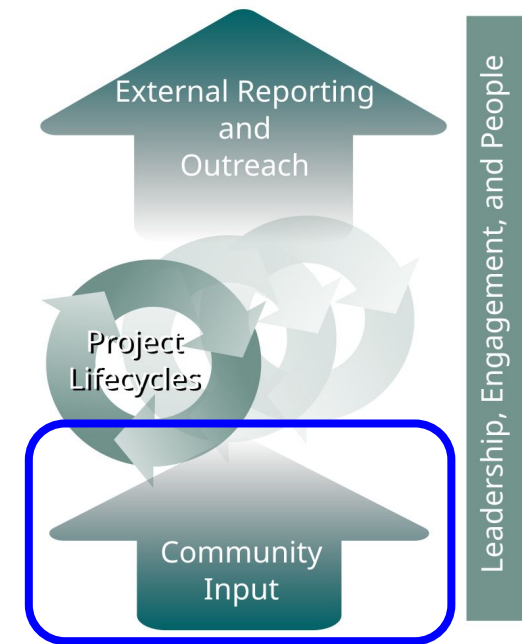 External Reporting
and
Outreach
Project
Lifecycles
Community
Input
Leadership, Engagement, and People